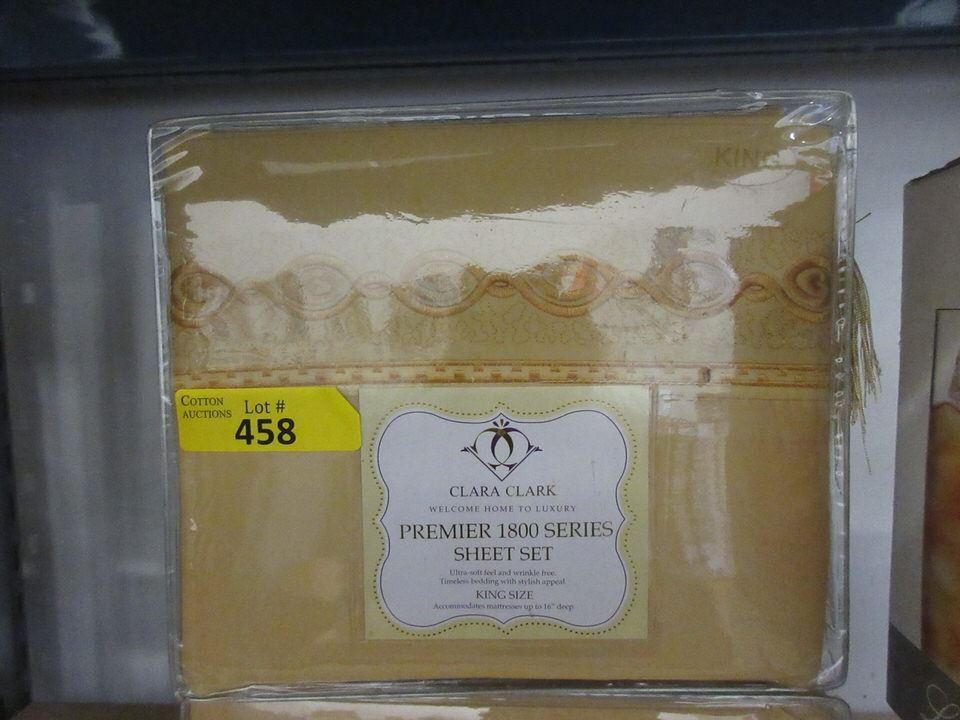 KING
COTTON
AUCTIONS
Lot #
458
CLARA CLARK
WELCOME HOME TO LUXURY
PREMIER 1800 SERIES
SHEET SET
Ultra-soft feel and wrinkle free.
Timeless bedding with stylish appeal
KING SIZE
Accommodates mattresses up to 16" deep